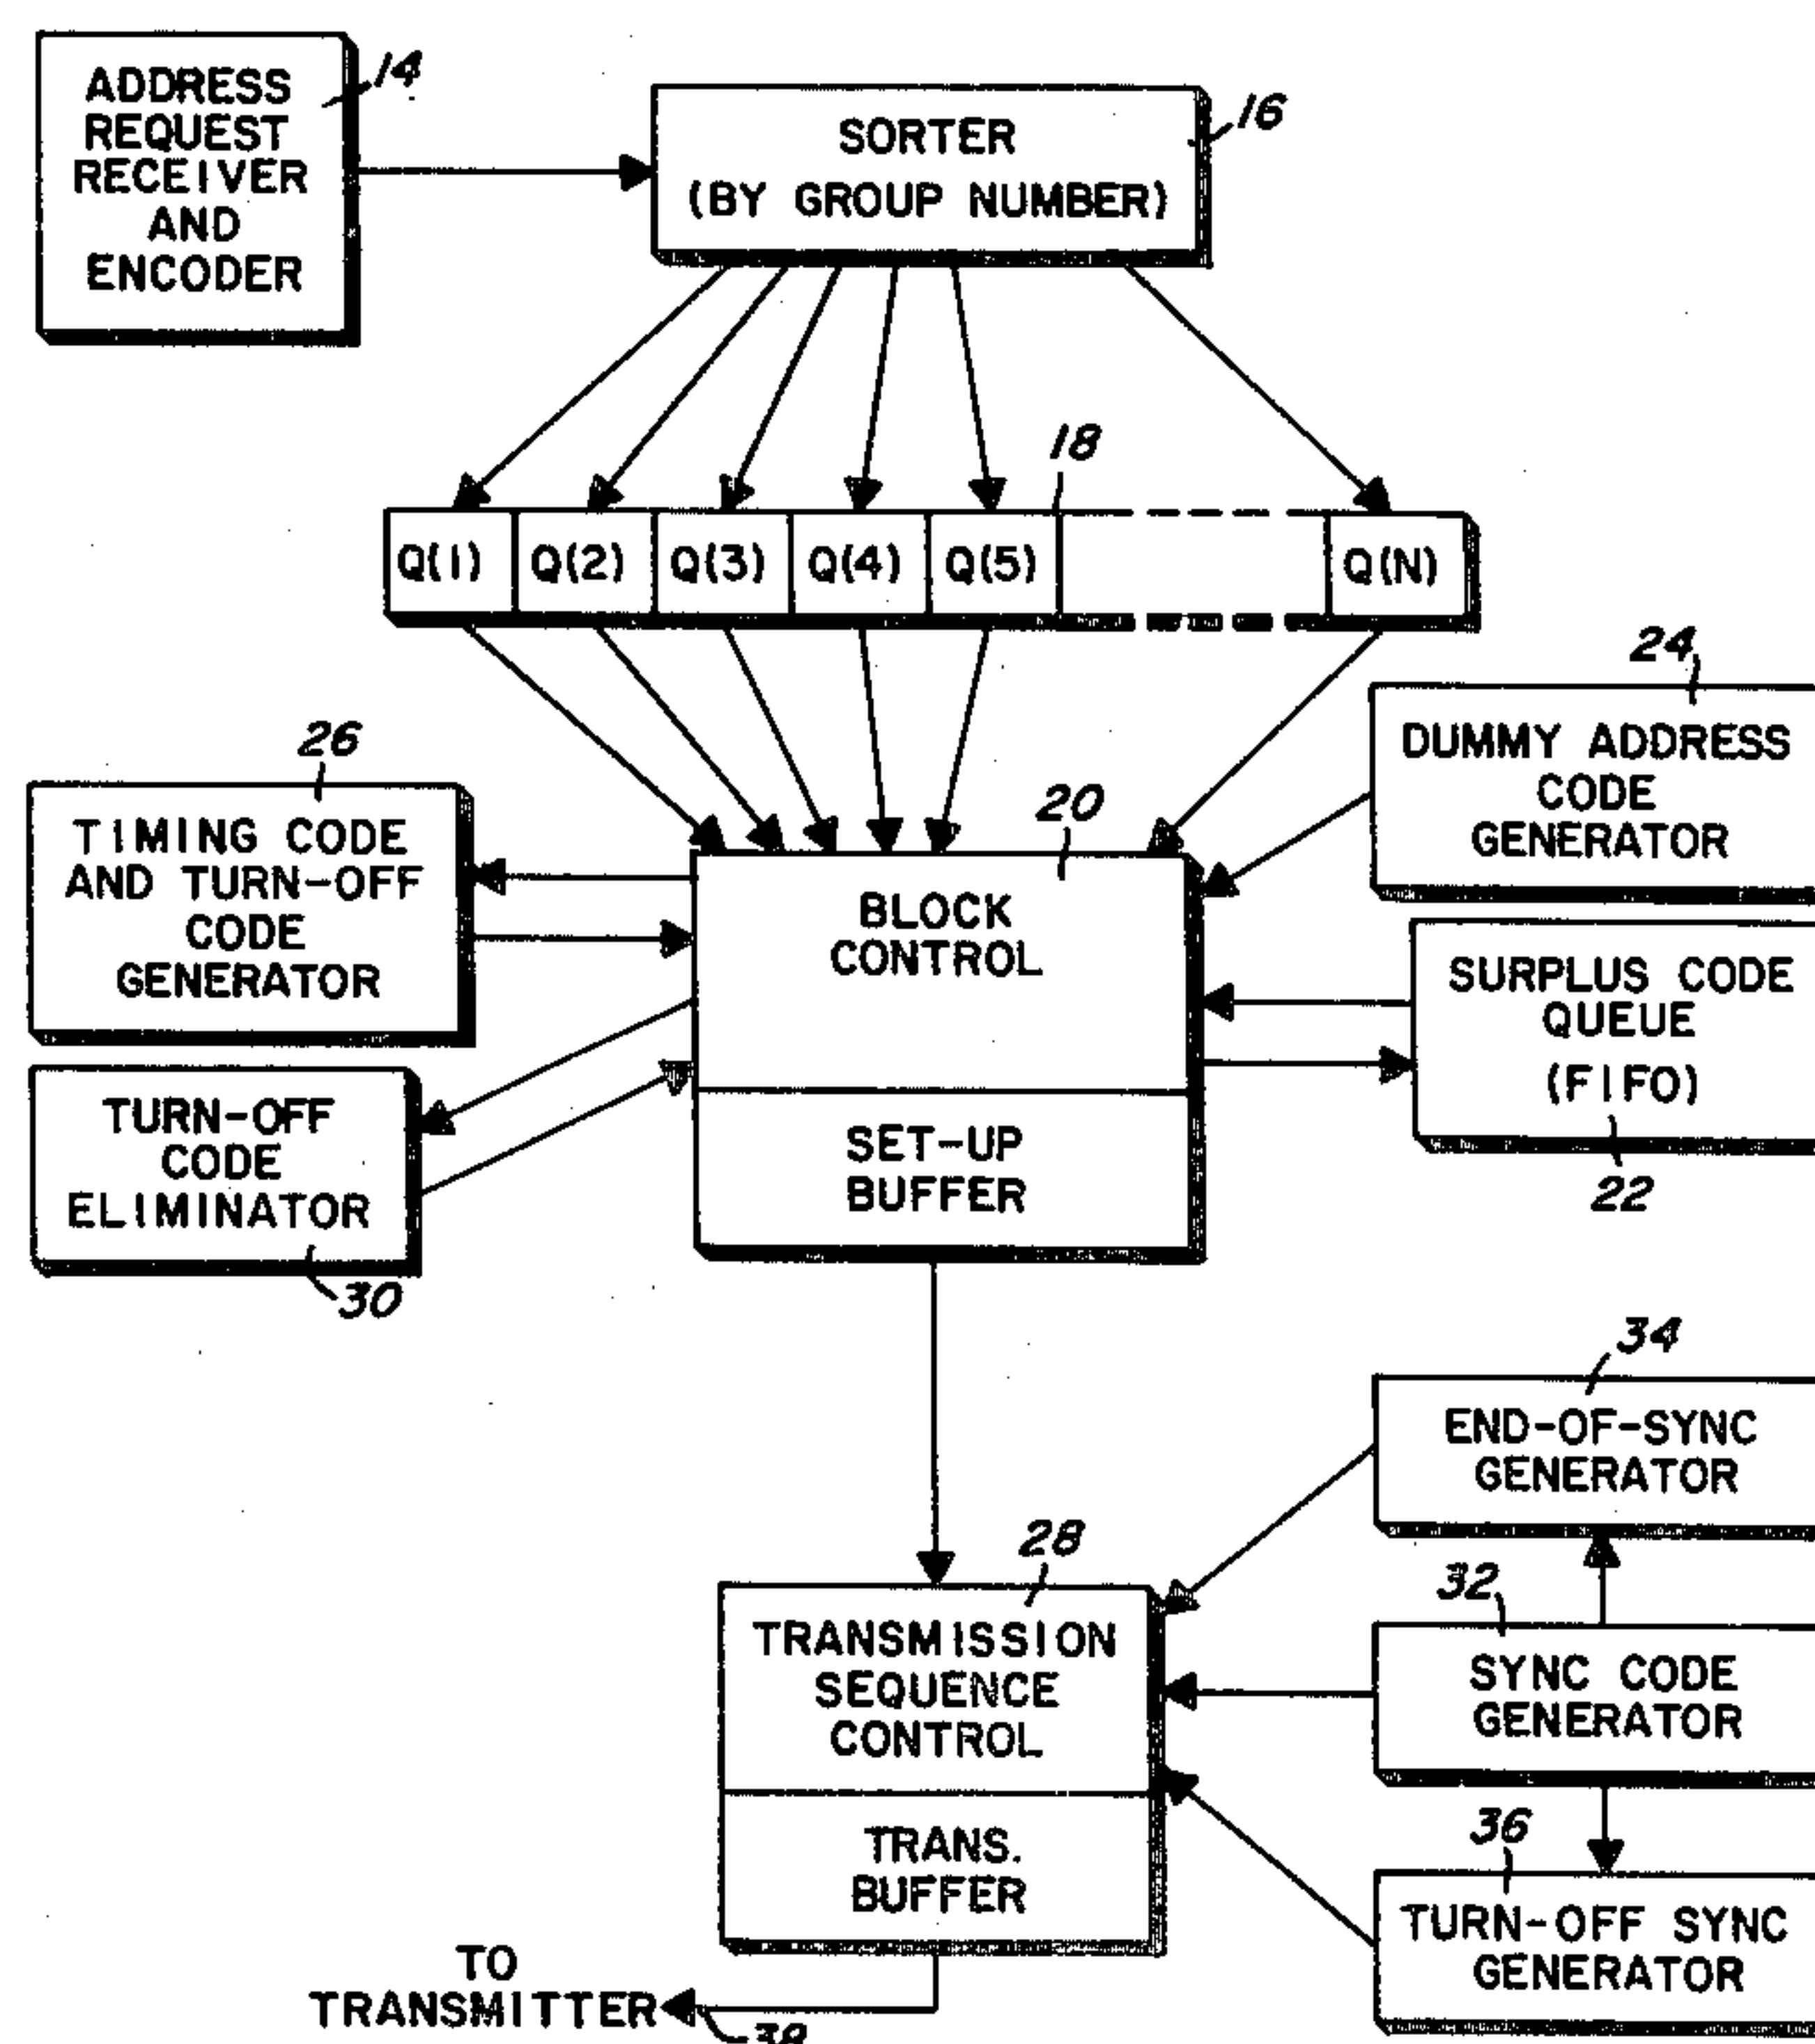 ADDRESS
REQUEST
RECEIVER
AND
ENCODER
14
SORTER
(BY GROUP NUMBER)
16
18
Q(1) Q(2) Q(3) Q(4) Q(5) Q(N)
24
DUMMY ADDRESS
CODE
GENERATOR
26
TIMING CODE
AND TURN-OFF
CODE
GENERATOR
20
BLOCK
CONTROL
SURPLUS CODE
QUEUE
(FIFO)
22
TURN-OFF
CODE
ELIMINATOR
30
SET-UP
BUFFER
34
END-OF-SYNC
GENERATOR
28
TRANSMISSION
SEQUENCE
CONTROL
32
SYNC CODE
GENERATOR
TRANS.
BUFFER
36
TURN-OFF SYNC
GENERATOR
TO
TRANSMITTER
38